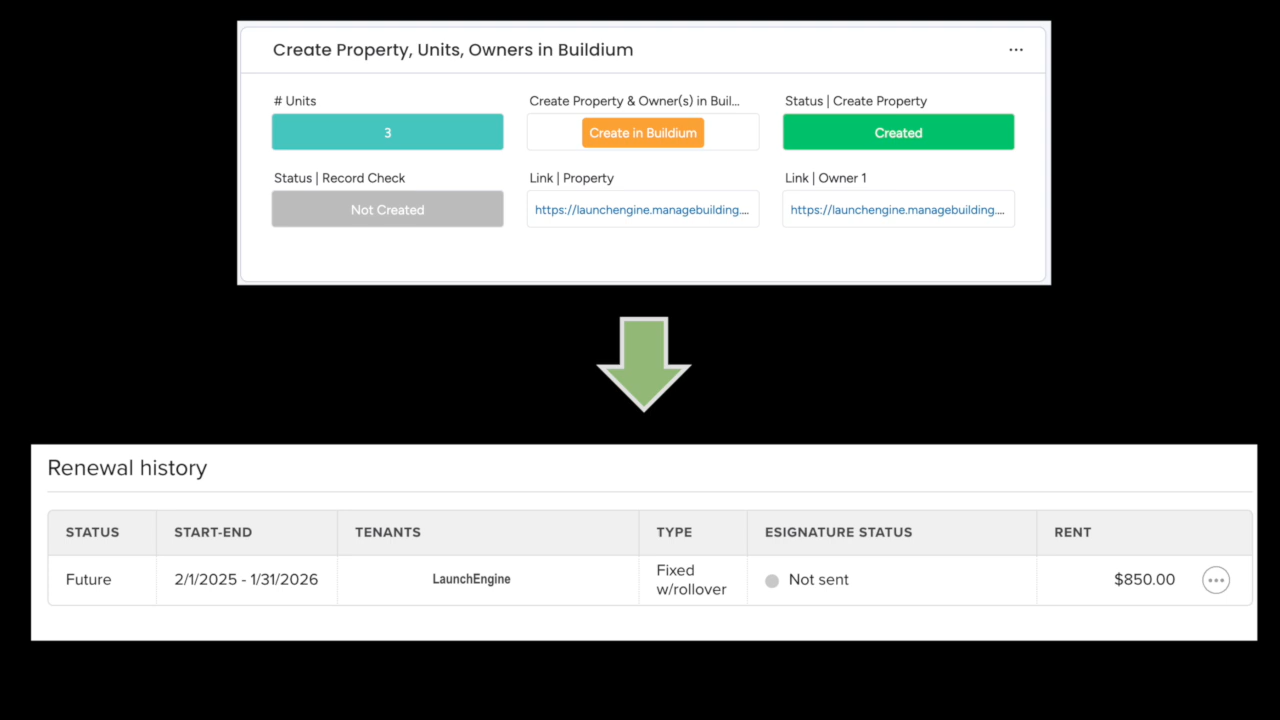 Create Property, Units, Owners in Buildium
# Units
Create Property & Owner(s) in Buil...
Status | Create Property
3
Create in Buildium
Created
Status | Record Check
Link | Property
Link | Owner 1
Not Created
https://launchengine.managebuilding....
https://launchengine.managebuilding....
Renewal history
STATUS START-END TENANTS TYPE ESIGNATURE STATUS RENT
Future 2/1/2025 - 1/31/2026 LaunchEngine Fixed w/rollover Not sent $850.00